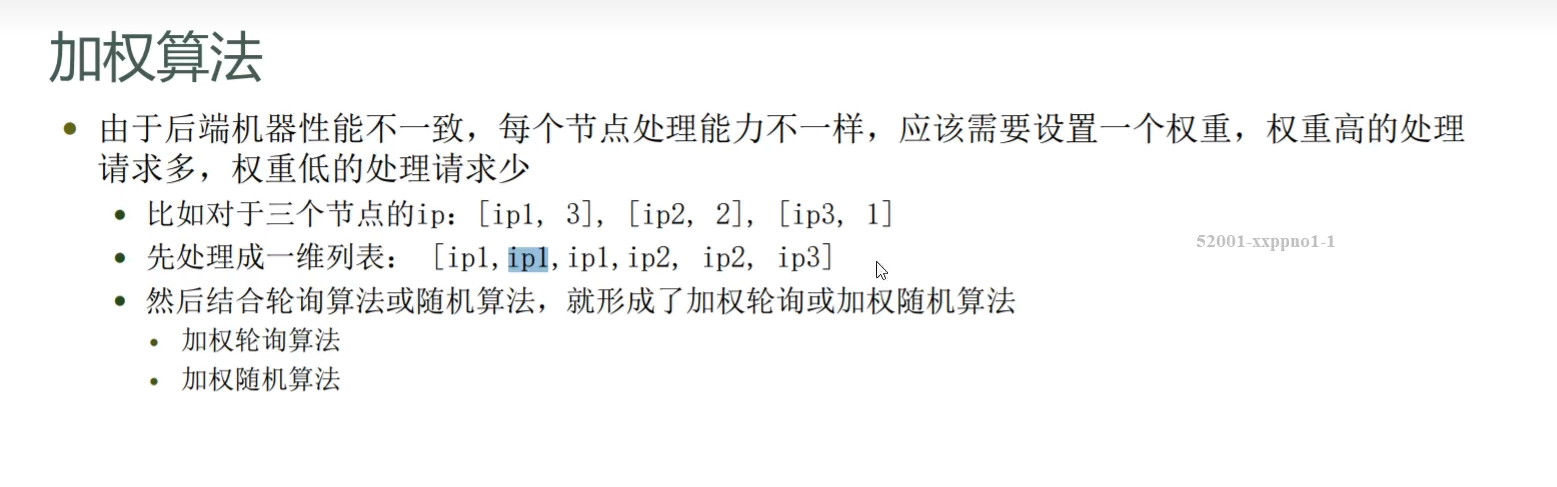 加权算法
由于后端机器性能不一致，每个节点处理能力不一样，应该需要设置一个权重，权重高的处理
请求多，权重低的处理请求少
比如对于三个节点的ip：[ip1, 3], [ip2, 2], [ip3, 1]
先处理成一维列表： [ip1,ip1,ip1,ip2, ip2, ip3]
52001-xxppno1-1
然后结合轮询算法或随机算法，就形成了加权轮询或加权随机算法
加权轮询算法
加权随机算法